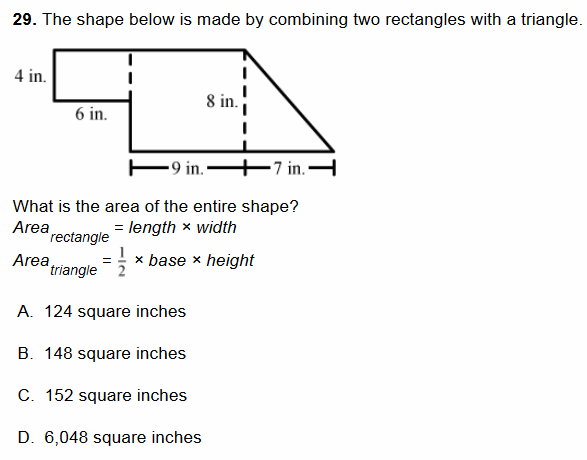 29. The shape below is made by combining two rectangles with a triangle.
4 in.
8 in.
6 in.
9 in.
7 in.
What is the area of the entire shape?
Area rectangle = length × width
Area triangle = 1/2 × base × height
A. 124 square inches
B. 148 square inches
C. 152 square inches
D. 6,048 square inches